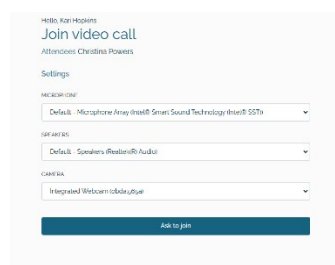 Hello, Kari Hopkins
Join video call
Attendees Christina Powers
Settings
MICROPHONE
Default - Microphone Array (Intel® Smart Sound Technology (Intel® SST))
SPEAKERS
Default - Speakers (Realtek(R) Audio)
CAMERA
Integrated Webcam
Ask to join